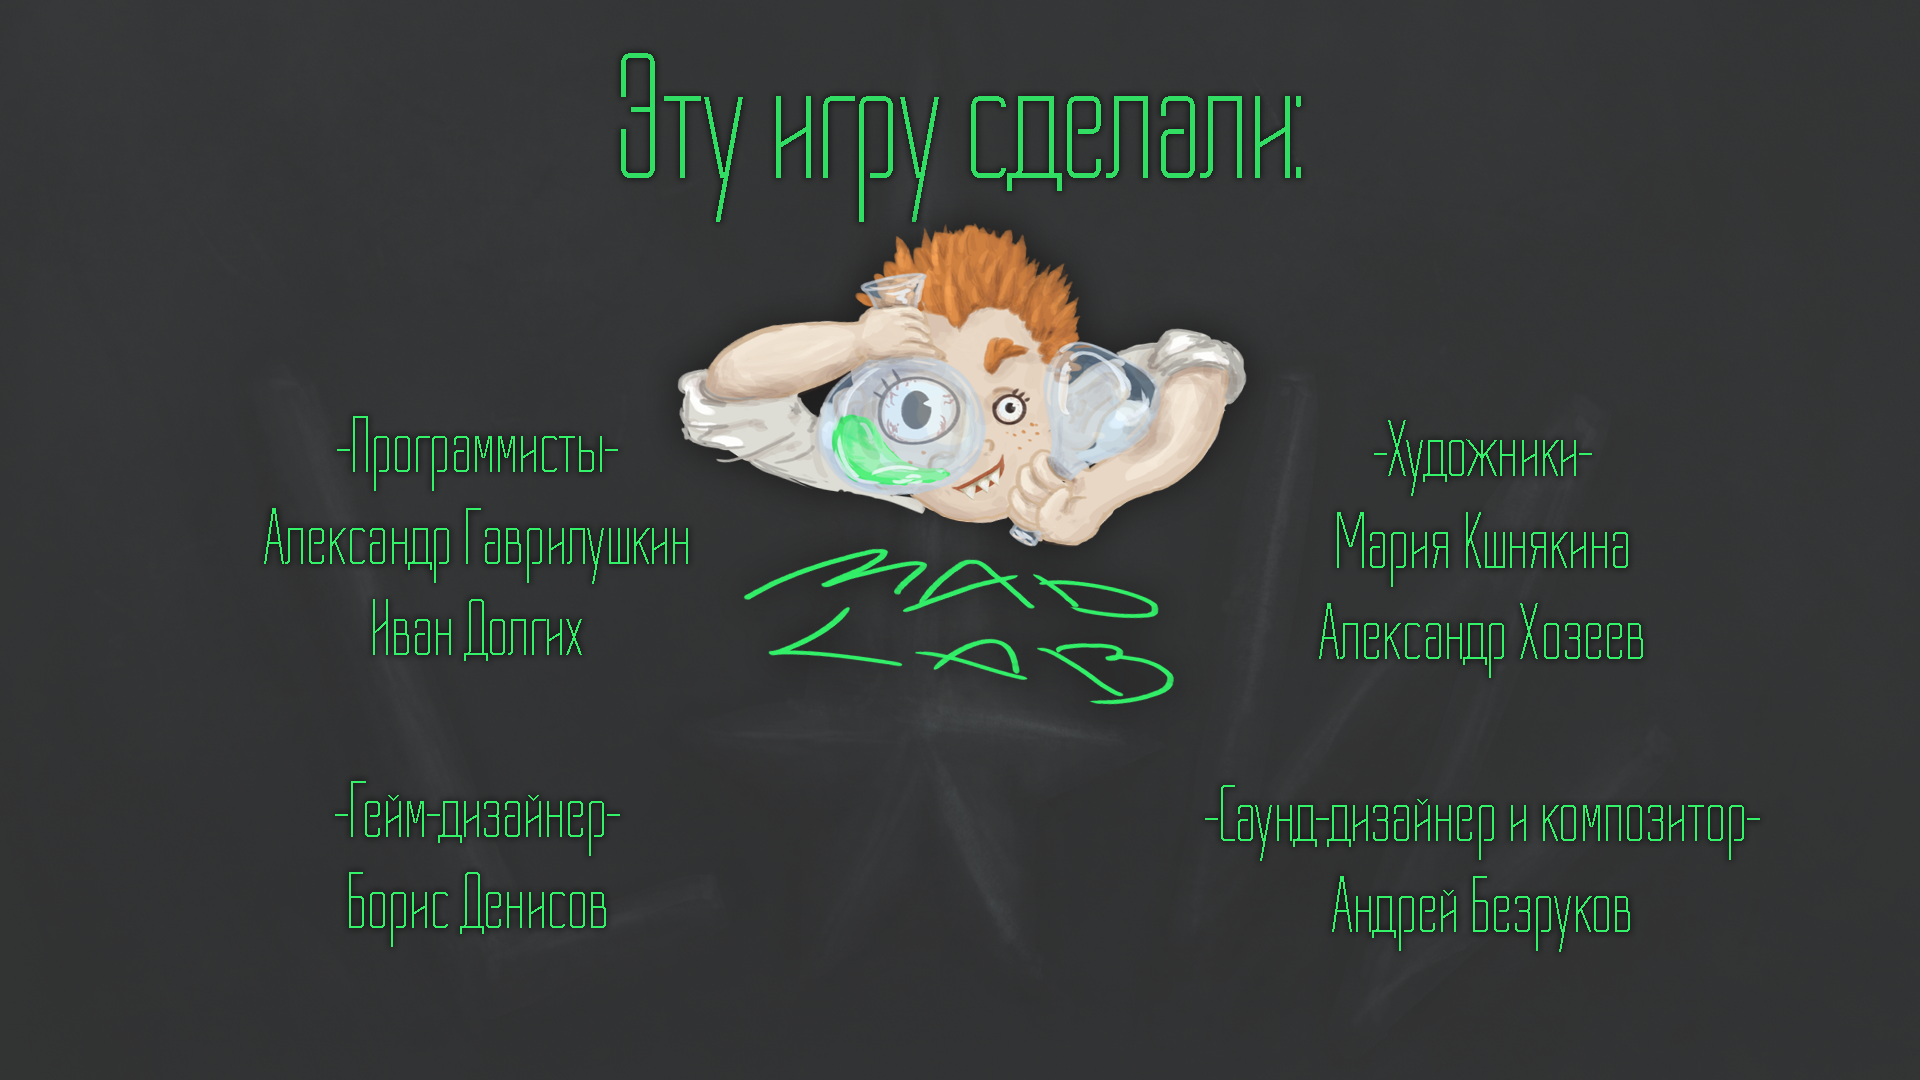 Эту игру сделали:
-Программисты-
Александр Гаврилушкин
Иван Долгих
-Художники-
Мария Кшнякина
Александр Хозеев
MAD
LAB
-Гейм-дизайнер-
Борис Денисов
-Саунд-дизайнер и композитор-
Андрей Безруков